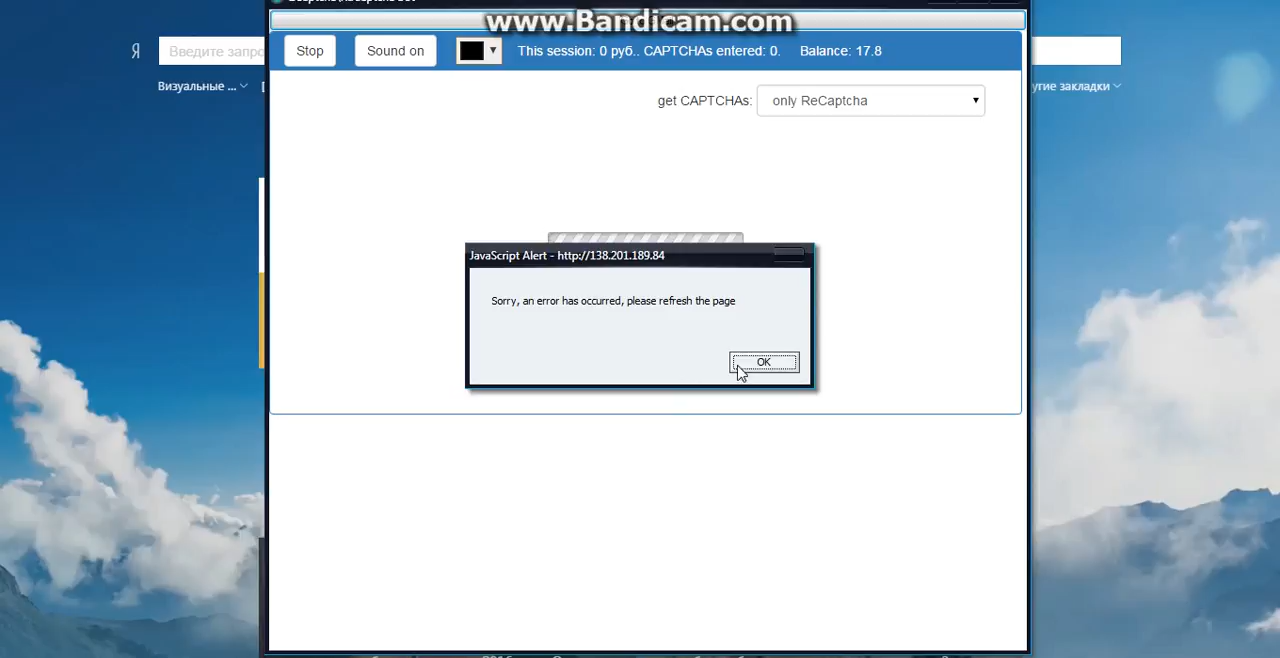 www.Bandicam.com
Я
Введите запро
Stop
Sound on
This session: 0 руб.. CAPTCHAs entered: 0.
Balance: 17.8
Визуальные ...
угие закладки
get CAPTCHAs:
only ReCaptcha
JavaScript Alert - http://138.201.189.84
Sorry, an error has occurred, please refresh the page
OK